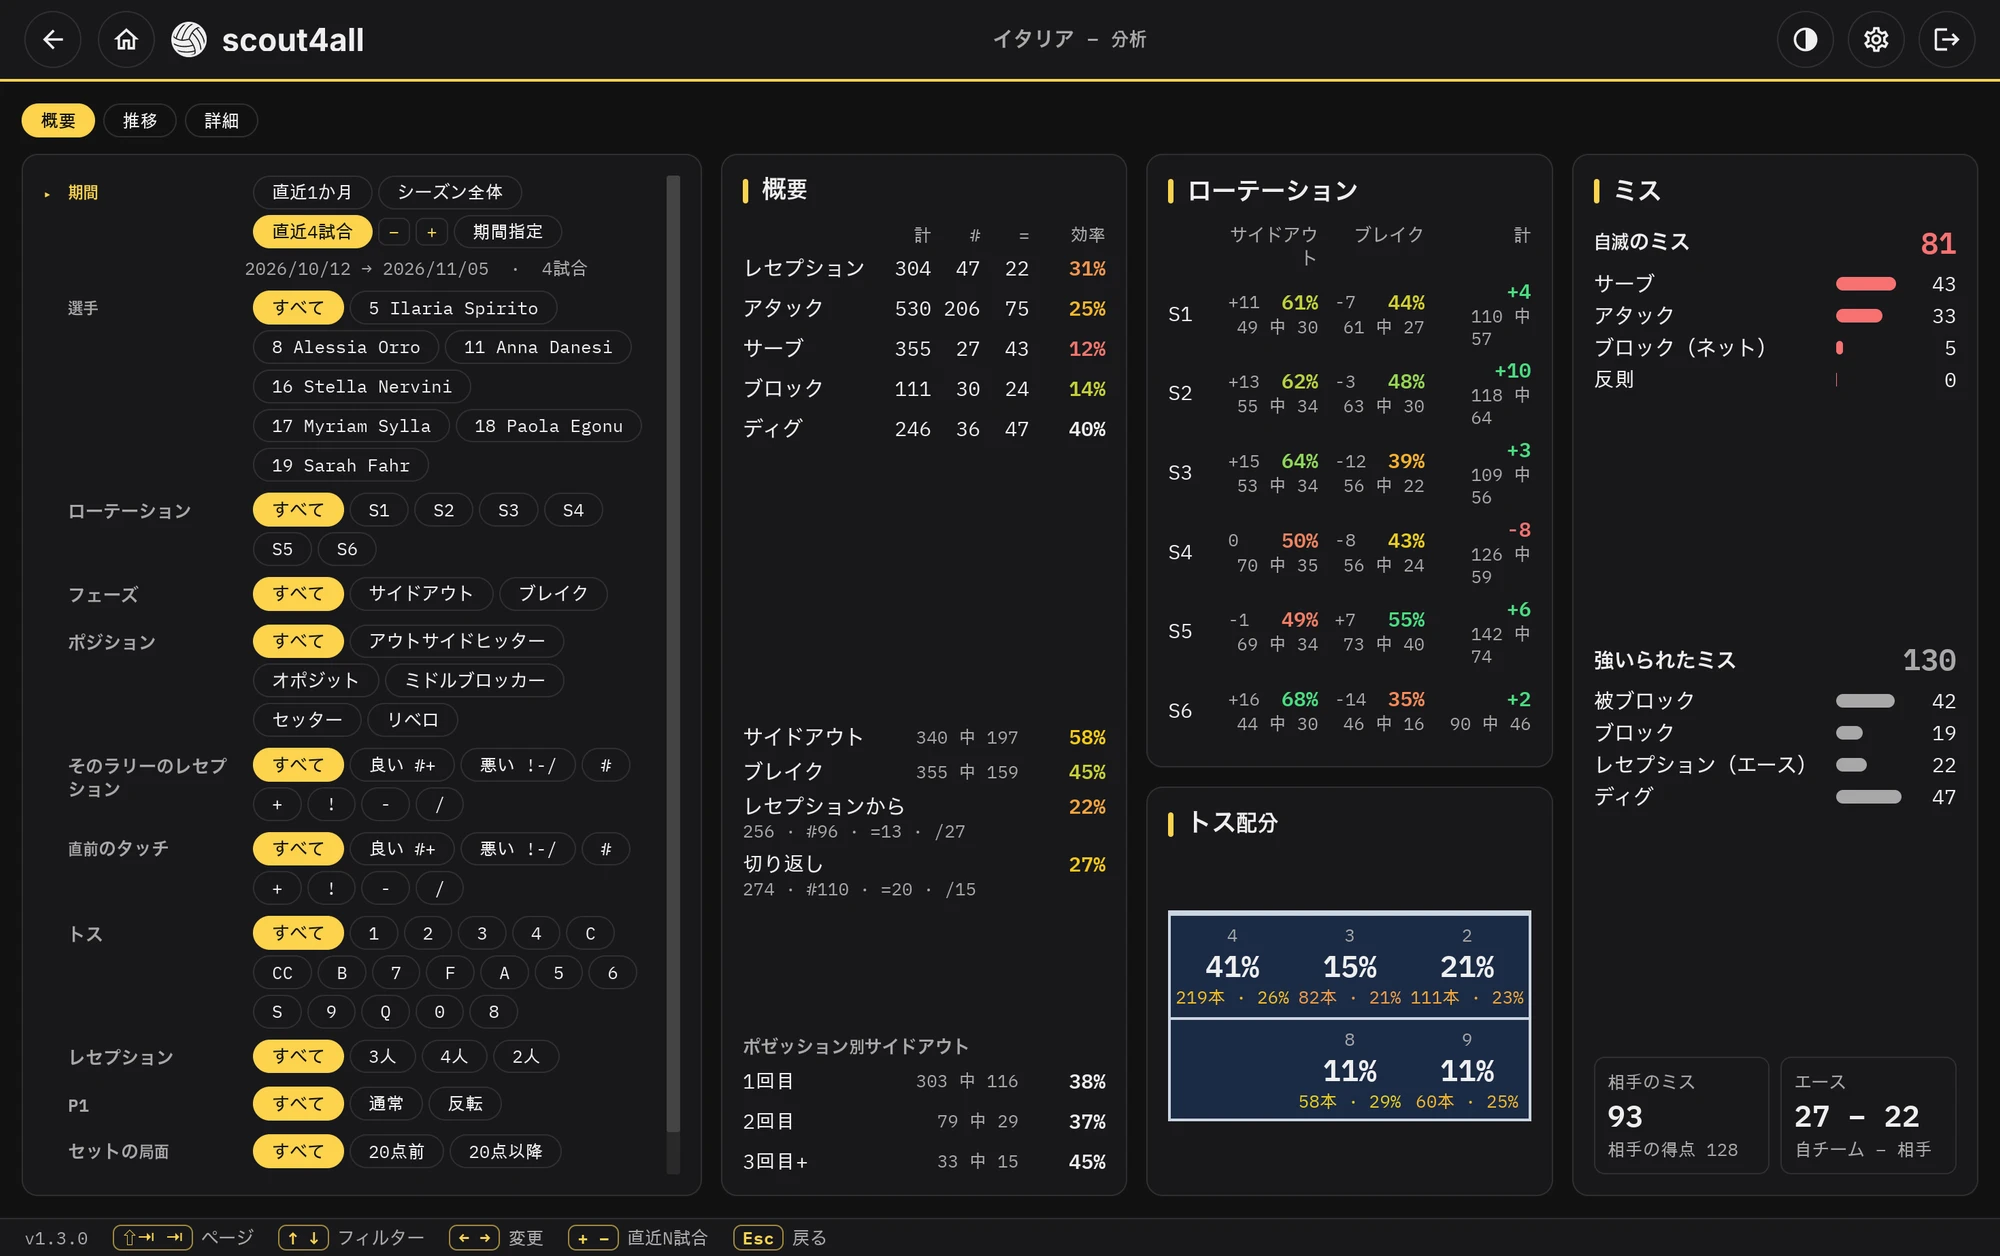 scout4all
イタリア － 分析
概要 推移 詳細
▸ 期間 直近1か月 シーズン全体
直近4試合 − + 期間指定
2026/10/12 → 2026/11/05 · 4試合
選手 すべて 5 Ilaria Spirito
8 Alessia Orro 11 Anna Danesi
16 Stella Nervini
17 Myriam Sylla 18 Paola Egonu
19 Sarah Fahr
ローテーション すべて S1 S2 S3 S4
S5 S6
フェーズ すべて サイドアウト ブレイク
ポジション すべて アウトサイドヒッター
オポジット ミドルブロッカー
セッター リベロ
そのラリーのレセプション すべて 良い #+ 悪い !-/ #
+ ! - /
直前のタッチ すべて 良い #+ 悪い !-/ #
+ ! - /
トス すべて 1 2 3 4 C
CC B 7 F A 5 6
S 9 Q 0 8
レセプション すべて 3人 4人 2人
P1 すべて 通常 反転
セットの局面 すべて 20点前 20点以降
概要
計 # = 効率
レセプション 304 47 22 31%
アタック 530 206 75 25%
サーブ 355 27 43 12%
ブロック 111 30 24 14%
ディグ 246 36 47 40%
サイドアウト 340 中 197 58%
ブレイク 355 中 159 45%
レセプションから 22%
256 · #96 · =13 · /27
切り返し 27%
274 · #110 · =20 · /15
ポゼッション別サイドアウト
1回目 303 中 116 38%
2回目 79 中 29 37%
3回目+ 33 中 15 45%
ローテーション
サイドアウト ブレイク 計
S1 +11 61% -7 44% +4
49 中 30 61 中 27 110 中 57
S2 +13 62% -3 48% +10
55 中 34 63 中 30 118 中 64
S3 +15 64% -12 39% +3
53 中 34 56 中 22 109 中 56
S4 0 50% -8 43% -8
70 中 35 56 中 24 126 中 59
S5 -1 49% +7 55% +6
69 中 34 73 中 40 142 中 74
S6 +16 68% -14 35% +2
44 中 30 46 中 16 90 中 46
トス配分
4 3 2
41% 15% 21%
219本 · 26% 82本 · 21% 111本 · 23%
8 9
11% 11%
58本 · 29% 60本 · 25%
ミス
自滅のミス 81
サーブ 43
アタック 33
ブロック（ネット） 5
反則 0
強いられたミス 130
被ブロック 42
ブロック 19
レセプション（エース） 22
ディグ 47
相手のミス
93
相手の得点 128
エース
27 － 22
自チーム － 相手
v1.3.0 ⇧⇥ ⇥ ページ ↑ ↓ フィルター ← → 変更 + − 直近N試合 Esc 戻る